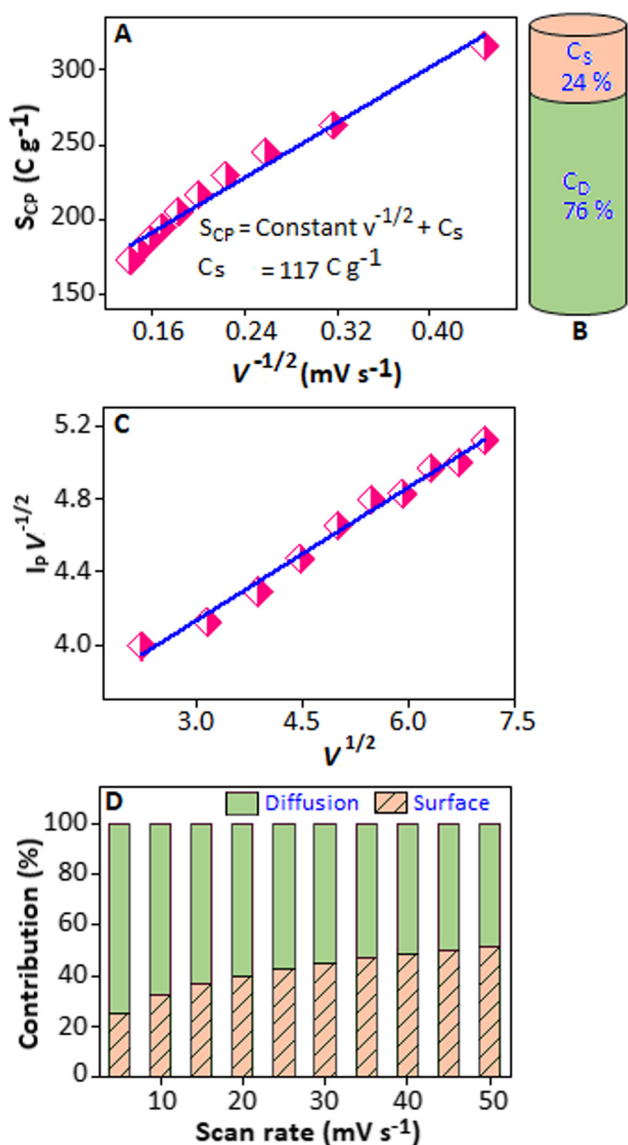 A
S_CP (C g⁻¹)
300
250
200
150
S_CP = Constant v⁻¹/² + C_S
C_S = 117 C g⁻¹
0.16 0.24 0.32 0.40
V⁻¹/² (mV s⁻¹)
C_S
24 %
C_D
76 %
B
C
I_P V⁻¹/²
5.2
4.8
4.4
4.0
3.0 4.5 6.0 7.5
V¹/²
D
Diffusion Surface
Contribution (%)
100
80
60
40
20
0
10 20 30 40 50
Scan rate (mV s⁻¹)